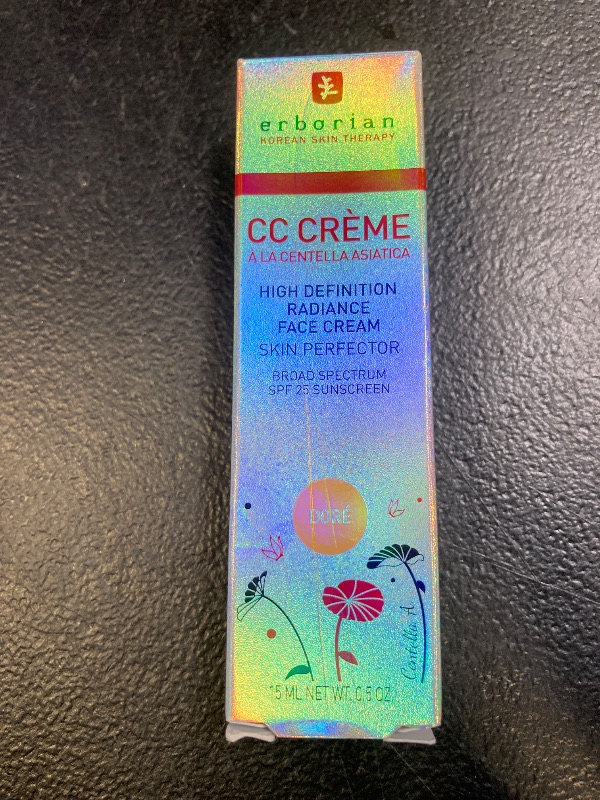 erborian
KOREAN SKIN THERAPY
CC CRÈME
À LA CENTELLA ASIATICA
HIGH DEFINITION
RADIANCE
FACE CREAM
SKIN PERFECTOR
BROAD SPECTRUM
SPF 25 SUNSCREEN
DORÉ
Centella A
15 ML NET WT. 0.5 OZ.